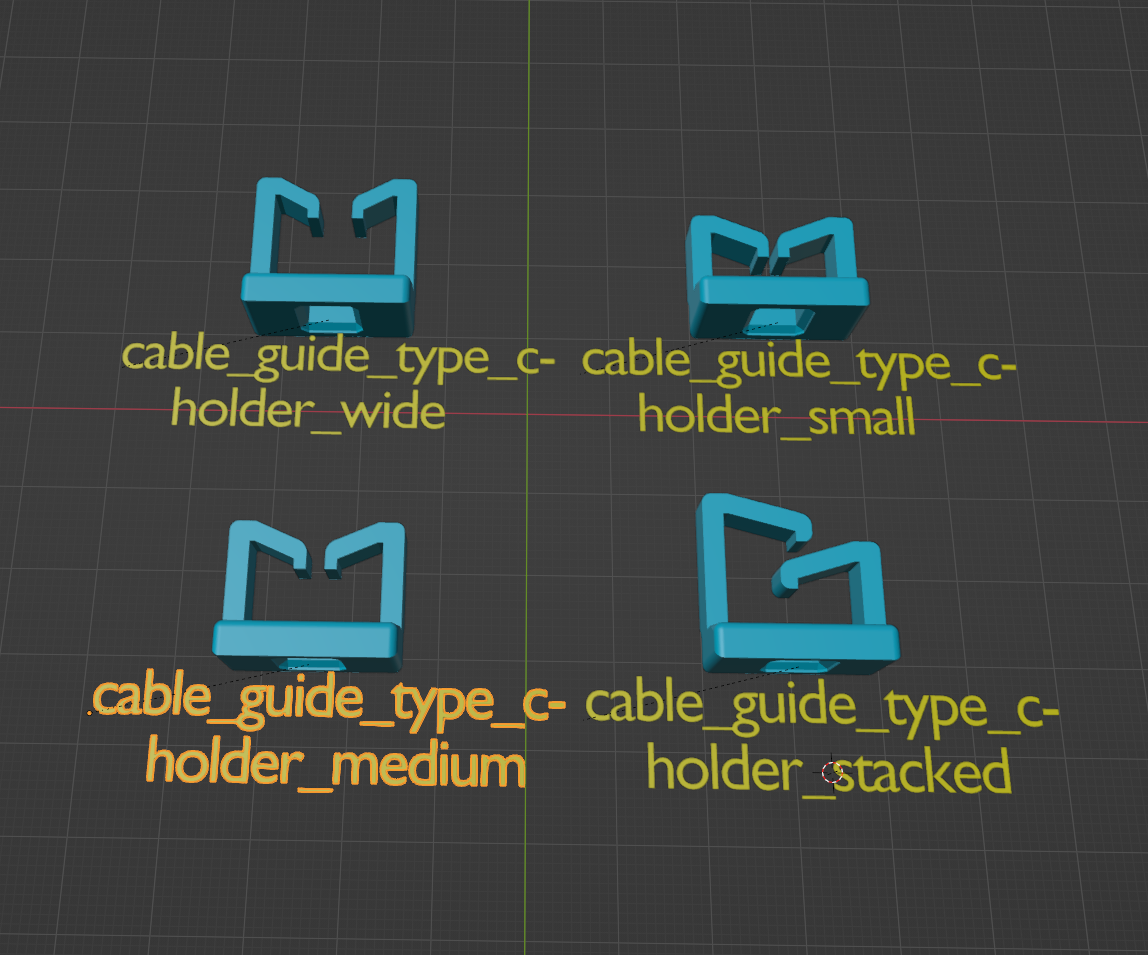 cable_guide_type_c-
holder_wide
cable_guide_type_c-
holder_small
cable_guide_type_c-
holder_medium
cable_guide_type_c-
holder_stacked